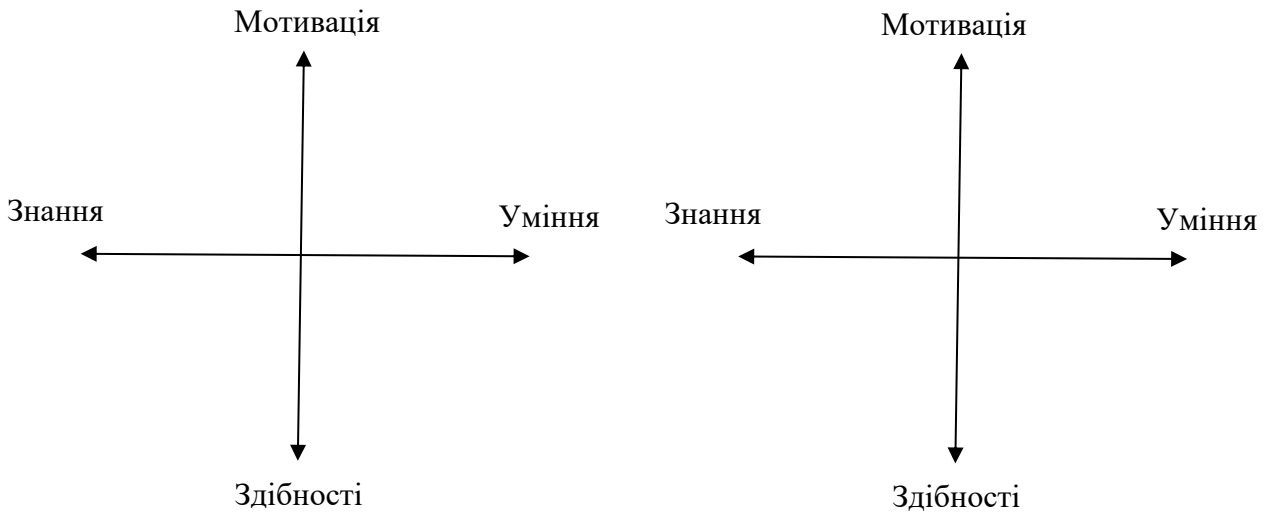 Мотивація
Знання
Уміння
Здібності
Мотивація
Знання
Уміння
Здібності